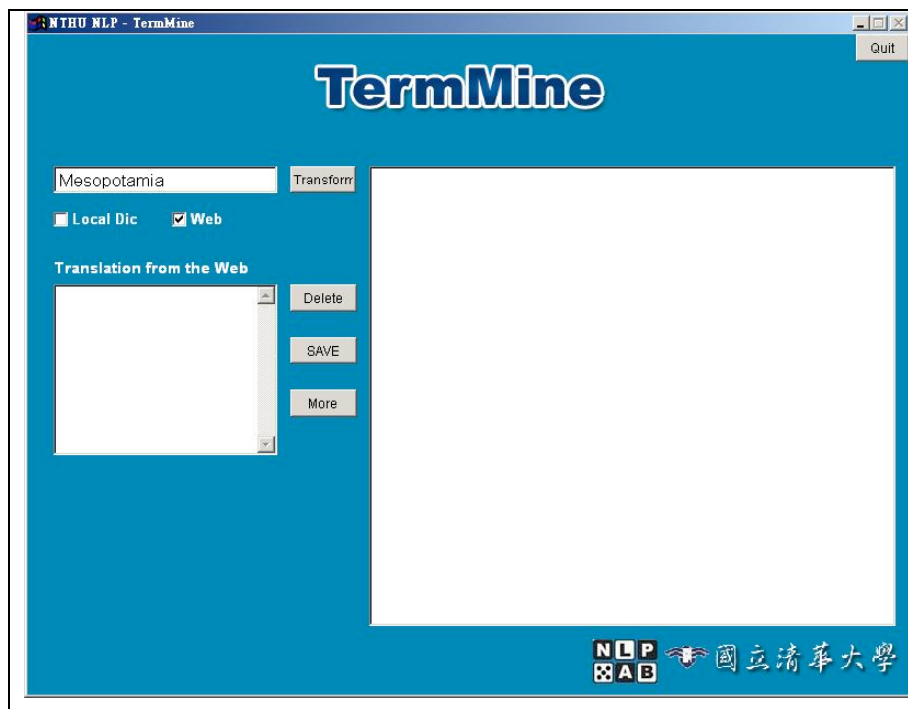 NTHU NLP - TermMine
Quit
TermMine
Mesopotamia
Transform
Local Dic
Web
Translation from the Web
Delete
SAVE
More
NLP
AB
國立清華大學